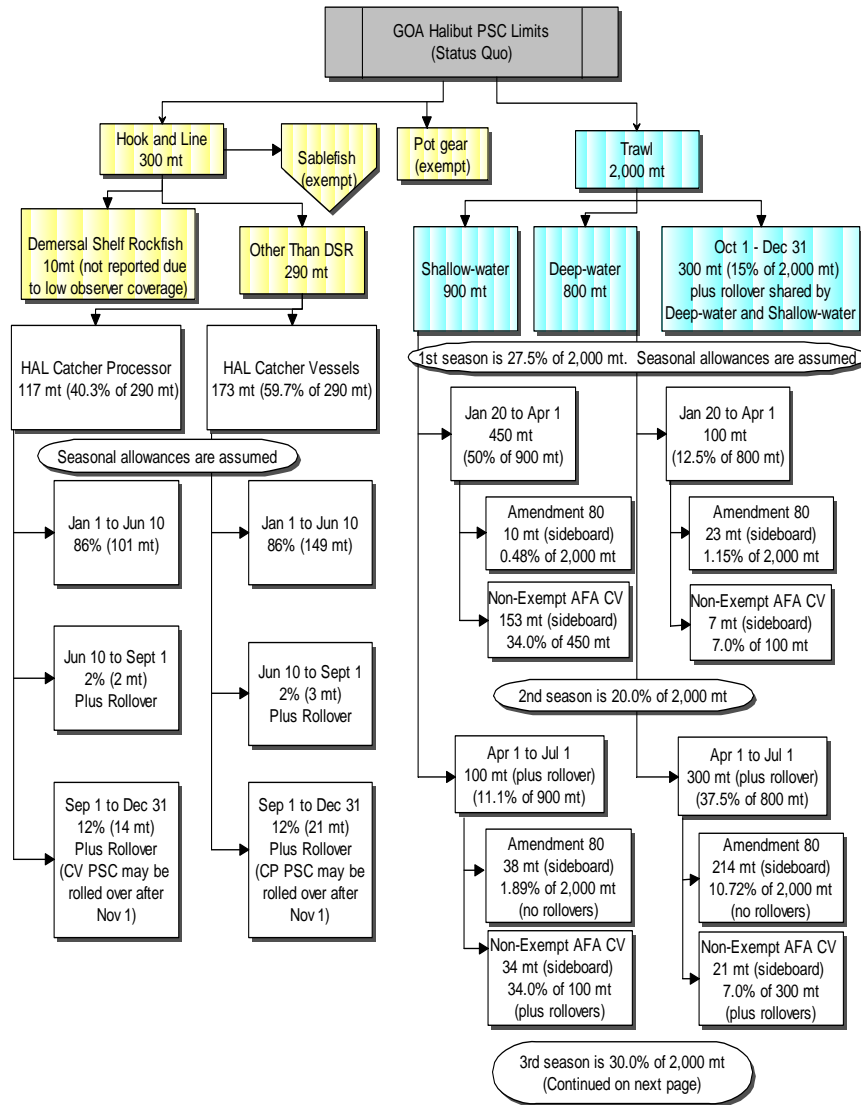 GOA Halibut PSC Limits
(Status Quo)
Hook and Line
300 mt
Sablefish
(exempt)
Pot gear
(exempt)
Trawl
2,000 mt
Demersal Shelf Rockfish
10mt (not reported due
to low observer coverage)
Other Than DSR
290 mt
Shallow-water
900 mt
Deep-water
800 mt
Oct 1 - Dec 31
300 mt (15% of 2,000 mt)
plus rollover shared by
Deep-water and Shallow-water
HAL Catcher Processor
117 mt (40.3% of 290 mt)
HAL Catcher Vessels
173 mt (59.7% of 290 mt)
1st season is 27.5% of 2,000 mt. Seasonal allowances are assumed
Seasonal allowances are assumed
Jan 1 to Jun 10
86% (101 mt)
Jan 1 to Jun 10
86% (149 mt)
Jun 10 to Sept 1
2% (2 mt)
Plus Rollover
Jun 10 to Sept 1
2% (3 mt)
Plus Rollover
Sep 1 to Dec 31
12% (14 mt)
Plus Rollover
(CV PSC may be
rolled over after
Nov 1)
Sep 1 to Dec 31
12% (21 mt)
Plus Rollover
(CP PSC may be
rolled over after
Nov 1)
Jan 20 to Apr 1
450 mt
(50% of 900 mt)
Jan 20 to Apr 1
100 mt
(12.5% of 800 mt)
Amendment 80
10 mt (sideboard)
0.48% of 2,000 mt
Amendment 80
23 mt (sideboard)
1.15% of 2,000 mt
Non-Exempt AFA CV
153 mt (sideboard)
34.0% of 450 mt
Non-Exempt AFA CV
7 mt (sideboard)
7.0% of 100 mt
2nd season is 20.0% of 2,000 mt
Apr 1 to Jul 1
100 mt (plus rollover)
(11.1% of 900 mt)
Apr 1 to Jul 1
300 mt (plus rollover)
(37.5% of 800 mt)
Amendment 80
38 mt (sideboard)
1.89% of 2,000 mt
(no rollovers)
Amendment 80
214 mt (sideboard)
10.72% of 2,000 mt
(no rollovers)
Non-Exempt AFA CV
34 mt (sideboard)
34.0% of 100 mt
(plus rollovers)
Non-Exempt AFA CV
21 mt (sideboard)
7.0% of 300 mt
(plus rollovers)
3rd season is 30.0% of 2,000 mt
(Continued on next page)